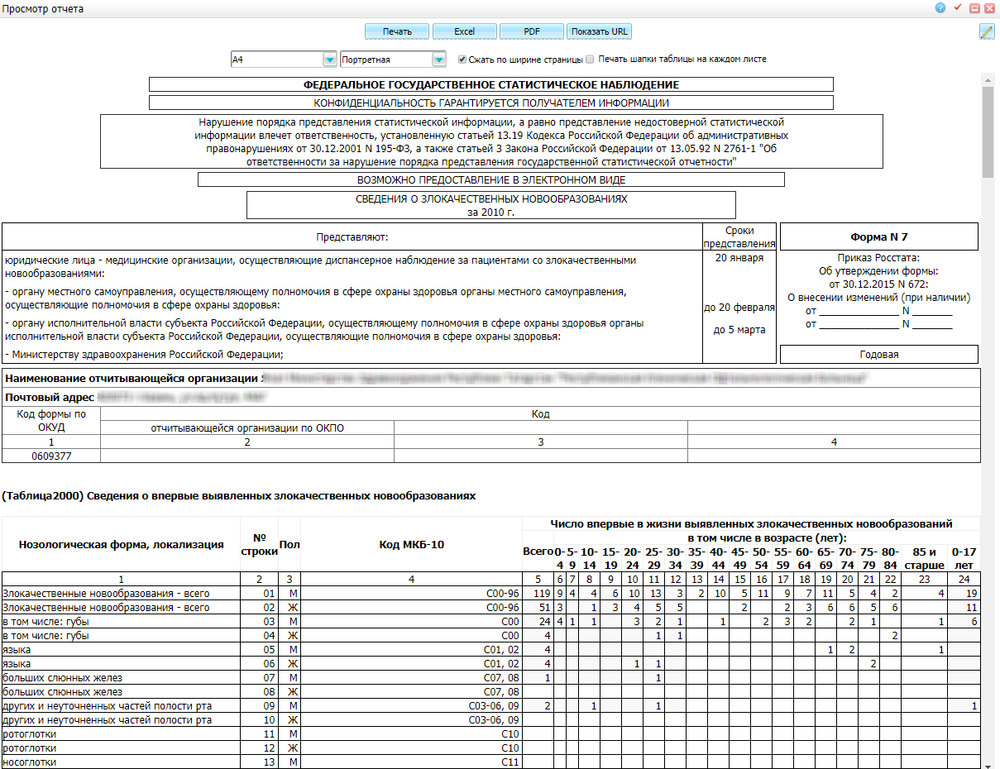 Просмотр отчета
Печать Excel PDF Показать URL
А4 Портретная Сжать по ширине страницы Печать шапки таблицы на каждом листе
ФЕДЕРАЛЬНОЕ ГОСУДАРСТВЕННОЕ СТАТИСТИЧЕСКОЕ НАБЛЮДЕНИЕ
КОНФИДЕНЦИАЛЬНОСТЬ ГАРАНТИРУЕТСЯ ПОЛУЧАТЕЛЕМ ИНФОРМАЦИИ
Нарушение порядка представления статистической информации, а равно представление недостоверной статистической
информации влечет ответственность, установленную статьей 13.19 Кодекса Российской Федерации об административных
правонарушениях от 30.12.2001 N 195-ФЗ, а также статьей 3 Закона Российской Федерации от 13.05.92 N 2761-1 "Об
ответственности за нарушение порядка представления государственной статистической отчетности"
ВОЗМОЖНО ПРЕДОСТАВЛЕНИЕ В ЭЛЕКТРОННОМ ВИДЕ
СВЕДЕНИЯ О ЗЛОКАЧЕСТВЕННЫХ НОВООБРАЗОВАНИЯХ
за 2010 г.
Представляют:
Сроки
представления
Форма N 7
юридические лица - медицинские организации, осуществляющие диспансерное наблюдение за пациентами со злокачественными
новообразованиями:
- органу местного самоуправления, осуществляющему полномочия в сфере охраны здоровья органы местного самоуправления,
осуществляющие полномочия в сфере охраны здоровья:
- органу исполнительной власти субъекта Российской Федерации, осуществляющему полномочия в сфере охраны здоровья органы
исполнительной власти субъекта Российской Федерации, осуществляющие полномочия в сфере охраны здоровья:
- Министерству здравоохранения Российской Федерации;
20 января
до 20 февраля
до 5 марта
Приказ Росстата:
Об утверждении формы:
от 30.12.2015 N 672:
О внесении изменений (при наличии)
от ______________ N _______
от ______________ N _______
Годовая
Наименование отчитывающейся организации
Почтовый адрес
Код формы по
ОКУД
Код
отчитывающейся организации по ОКПО
1 2 3 4
0609377
(Таблица2000) Сведения о впервые выявленных злокачественных новообразованиях
Нозологическая форма, локализация
№
строки
Пол
Код МКБ-10
Число впервые в жизни выявленных злокачественных новообразований
в том числе в возрасте (лет):
Всего 0-4 5-9 10-14 15-19 20-24 25-29 30-34 35-39 40-44 45-49 50-54 55-59 60-64 65-69 70-74 75-79 80-84 85 и старше 0-17 лет
1 2 3 4 5 6 7 8 9 10 11 12 13 14 15 16 17 18 19 20 21 22 23 24
Злокачественные новообразования - всего 01 М C00-96 119 9 4 4 6 10 13 3 2 10 5 11 9 7 11 5 4 2 4 19
Злокачественные новообразования - всего 02 Ж C00-96 51 3 1 3 4 5 5 2 2 3 6 6 5 6 11
в том числе: губы 03 М C00 24 4 1 1 3 2 1 1 2 3 2 2 1 1 6
в том числе: губы 04 Ж C00 4 1 1 2
языка 05 М C01, 02 4 1 2 1
языка 06 Ж C01, 02 4 1 1 2
больших слюнных желез 07 М C07, 08 1 1
больших слюнных желез 08 Ж C07, 08
других и неуточненных частей полости рта 09 М C03-06, 09 2 1 1 1
других и неуточненных частей полости рта 10 Ж C03-06, 09
ротоглотки 11 М C10
ротоглотки 12 Ж C10
носоглотки 13 М C11